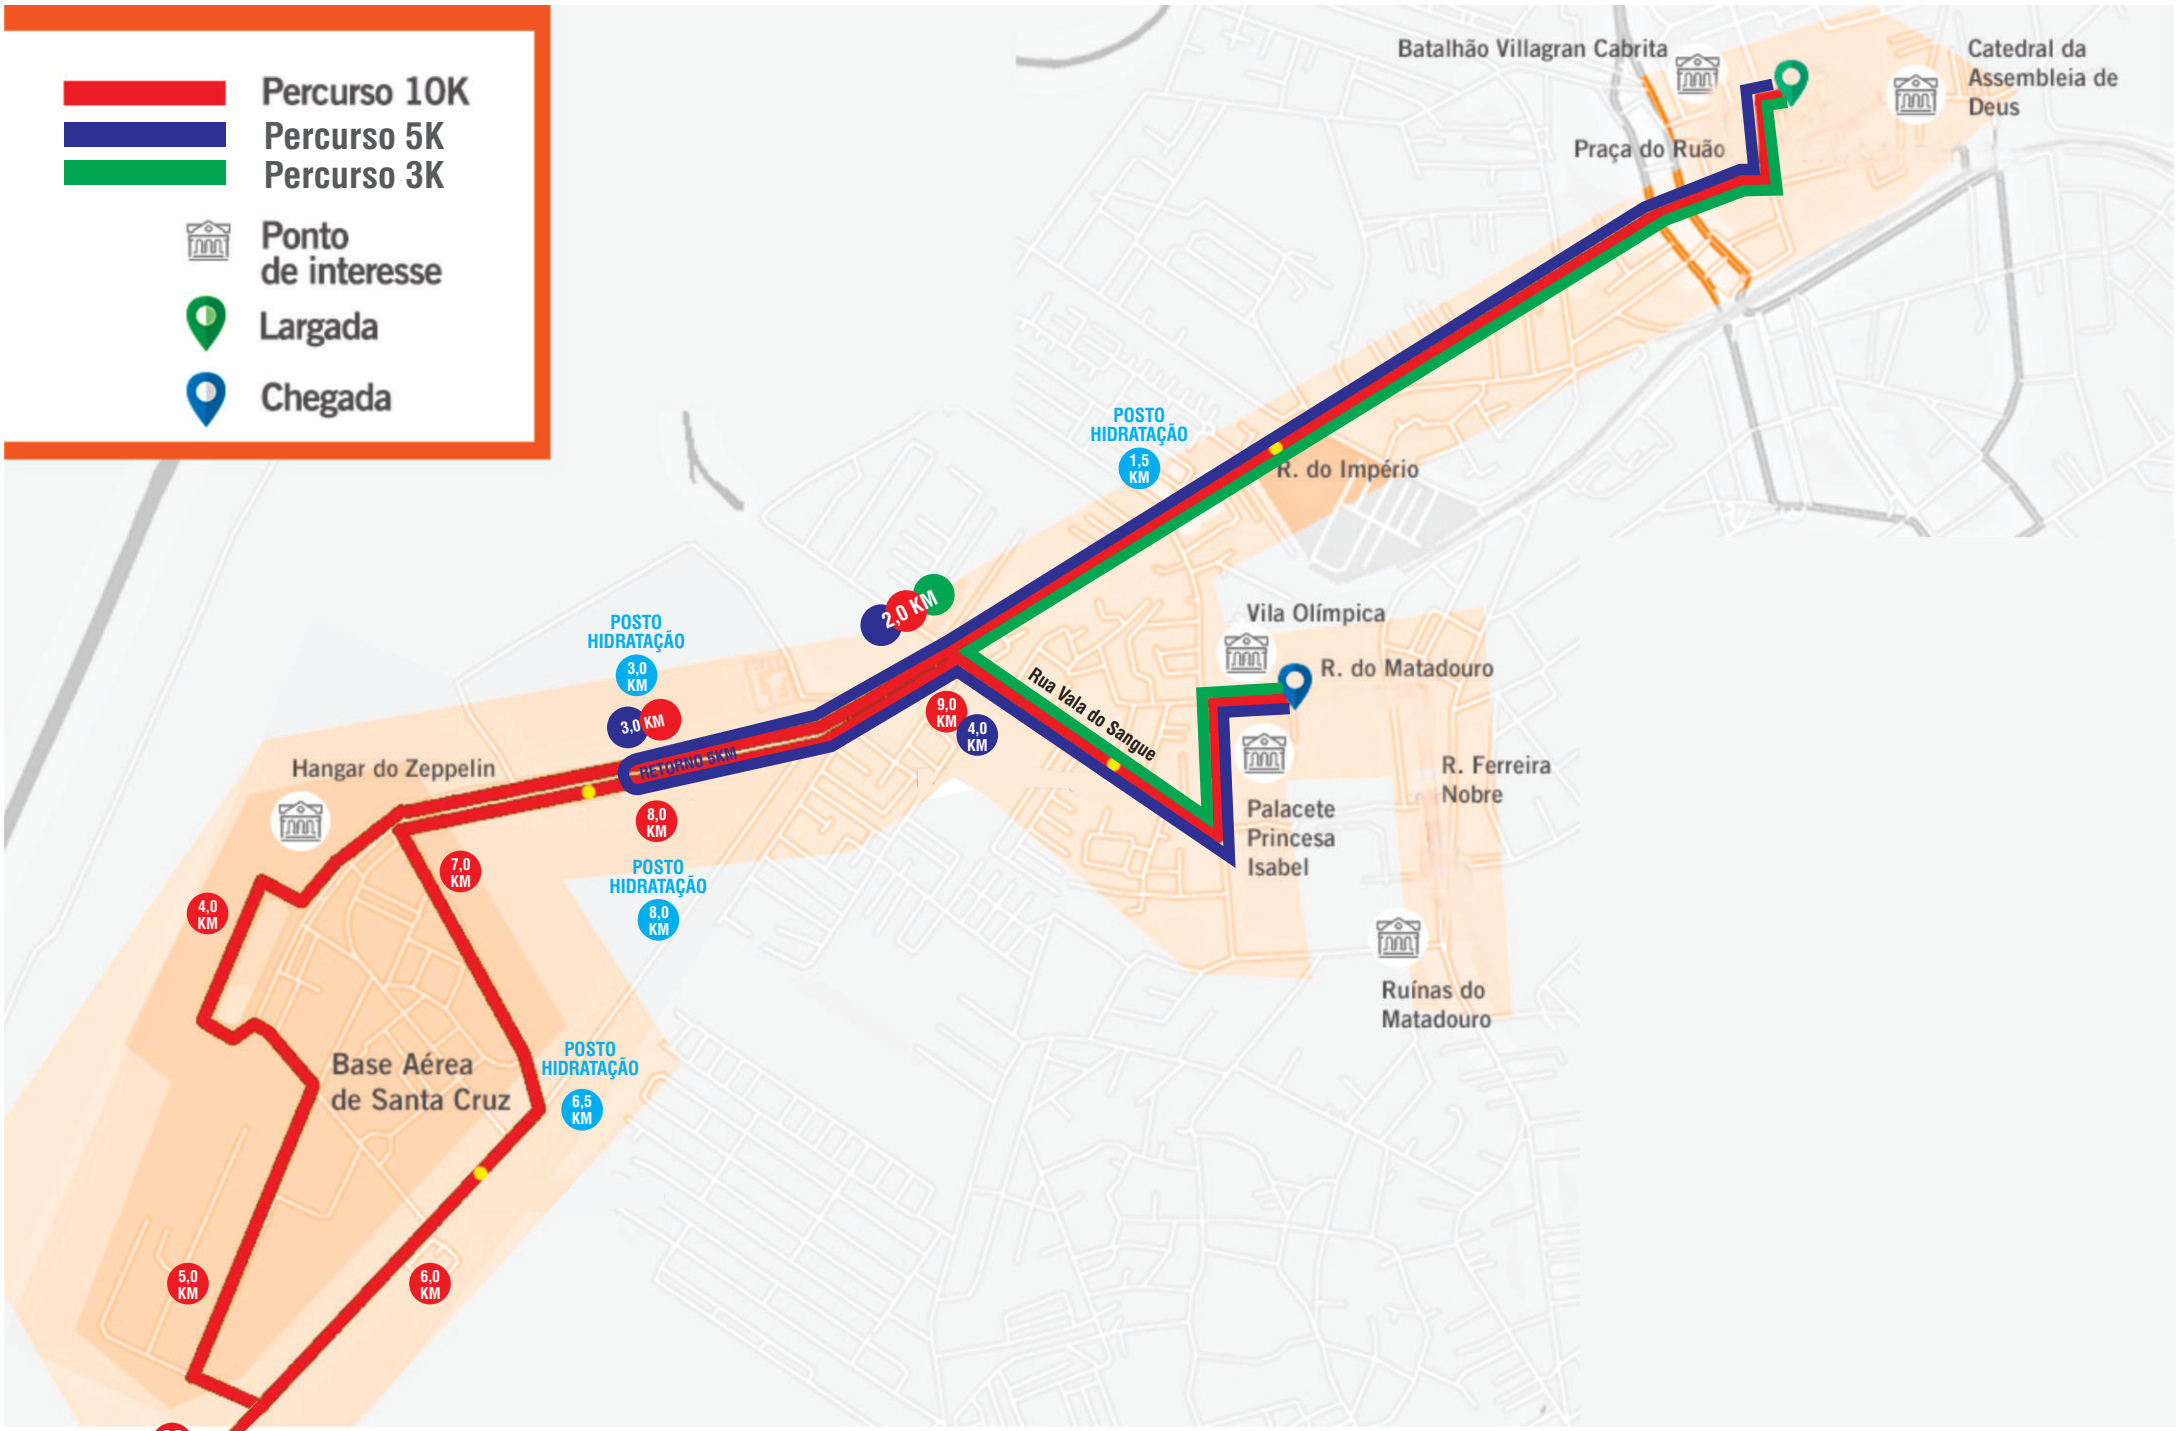 Percurso 10K
Percurso 5K
Percurso 3K
Ponto
de interesse
Largada
Chegada
Batalhão Villagran Cabrita
Catedral da
Assembleia de
Deus
Praça do Ruão
POSTO
HIDRATAÇÃO
1,5
KM
R. do Império
2,0 KM
POSTO
HIDRATAÇÃO
3,0
KM
3,0 KM
RETORNO 5KM
Vila Olímpica
R. do Matadouro
Rua Vala do Sangue
9,0
KM
4,0
KM
Hangar do Zeppelin
8,0
KM
POSTO
HIDRATAÇÃO
8,0
KM
7,0
KM
4,0
KM
R. Ferreira
Nobre
Palacete
Princesa
Isabel
Ruínas do
Matadouro
Base Aérea
de Santa Cruz
POSTO
HIDRATAÇÃO
6,5
KM
5,0
KM
6,0
KM